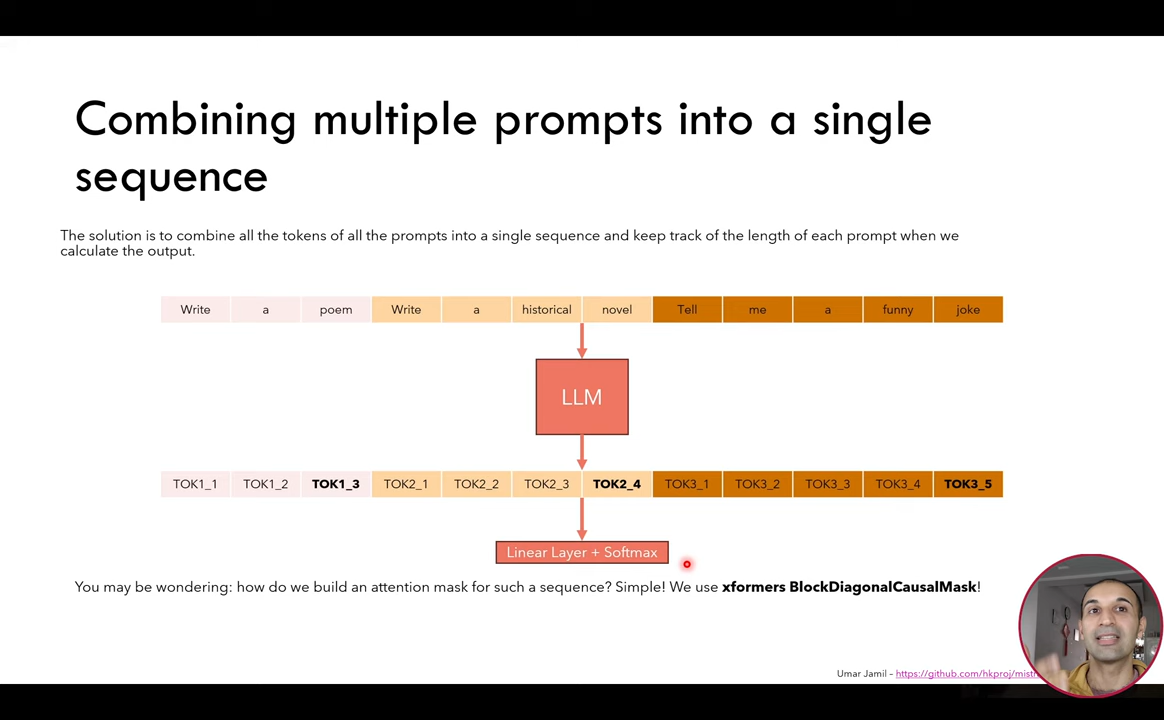 Combining multiple prompts into a single
sequence
The solution is to combine all the tokens of all the prompts into a single sequence and keep track of the length of each prompt when we
calculate the output.
Write a poem Write a historical novel Tell me a funny joke
LLM
TOK1_1 TOK1_2 TOK1_3 TOK2_1 TOK2_2 TOK2_3 TOK2_4 TOK3_1 TOK3_2 TOK3_3 TOK3_4 TOK3_5
Linear Layer + Softmax
You may be wondering: how do we build an attention mask for such a sequence? Simple! We use xformers BlockDiagonalCausalMask!
Umar Jamil – https://github.com/hkproj/mist